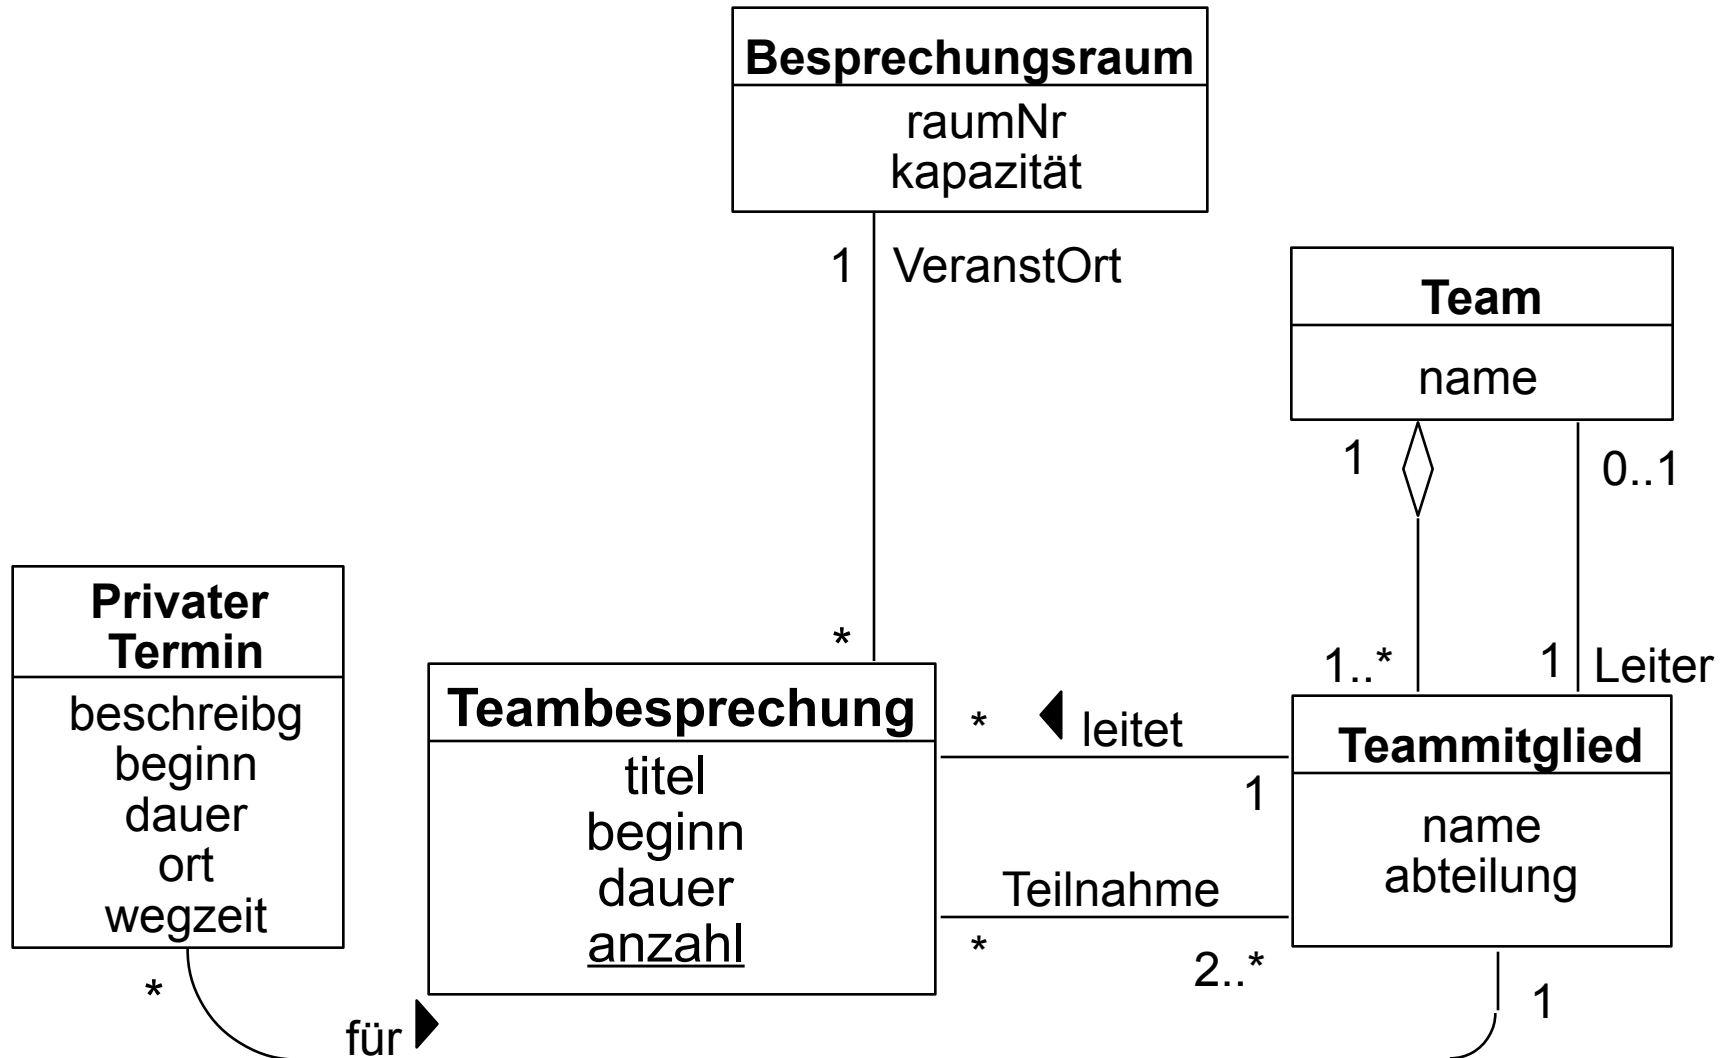 Besprechungsraum
raumNr
kapazität
1 VeranstOrt
Team
name
1
0..1
1..*
1 Leiter
Privater
Termin
beschreibg
beginn
dauer
ort
wegzeit
*
für
*
Teambesprechung
titel
beginn
dauer
anzahl
* leitet
1
Teilnahme
*
2..*
Teammitglied
name
abteilung
1